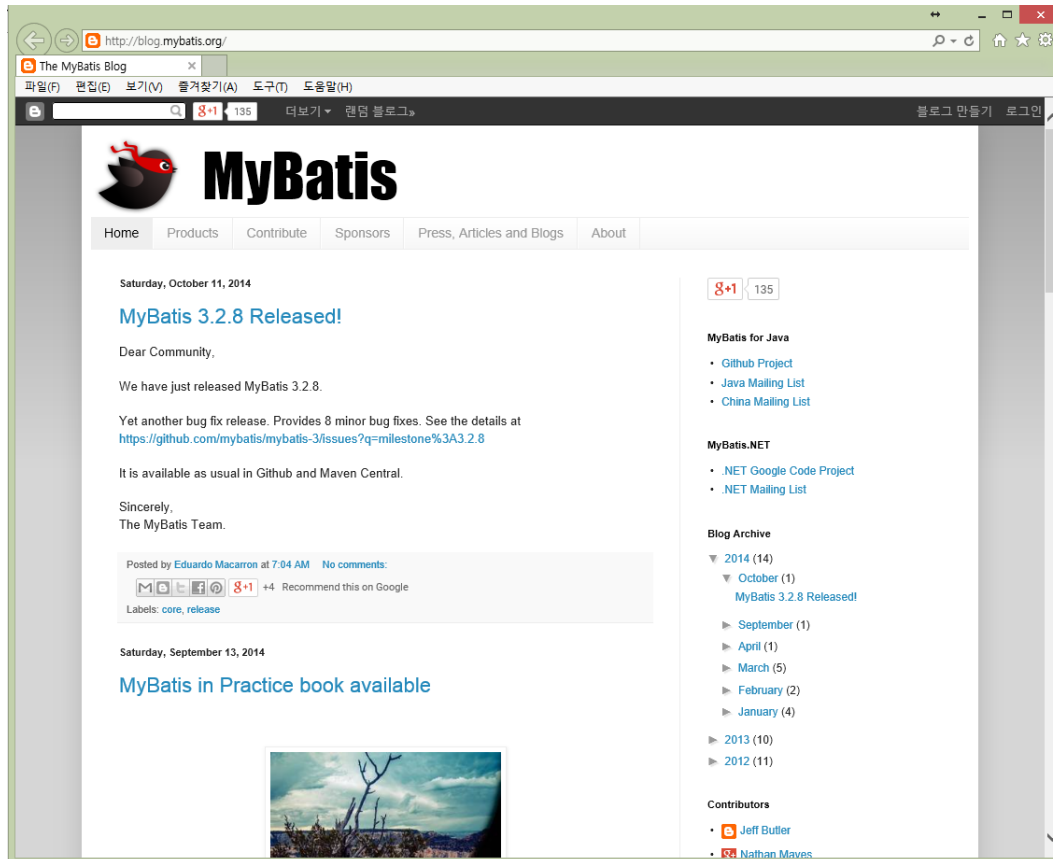 http://blog.mybatis.org/
The MyBatis Blog
파일(F) 편집(E) 보기(V) 즐겨찾기(A) 도구(T) 도움말(H)
g+1 135 더보기 랜덤 블로그» 블로그 만들기 로그인
MyBatis
Home Products Contribute Sponsors Press, Articles and Blogs About
Saturday, October 11, 2014
MyBatis 3.2.8 Released!
Dear Community,
We have just released MyBatis 3.2.8.
Yet another bug fix release. Provides 8 minor bug fixes. See the details at
https://github.com/mybatis/mybatis-3/issues?q=milestone%3A3.2.8
It is available as usual in Github and Maven Central.
Sincerely,
The MyBatis Team.
Posted by Eduardo Macarron at 7:04 AM No comments:
g+1 +4 Recommend this on Google
Labels: core, release
Saturday, September 13, 2014
MyBatis in Practice book available
g+1 135
MyBatis for Java
• Github Project
• Java Mailing List
• China Mailing List
MyBatis.NET
• .NET Google Code Project
• .NET Mailing List
Blog Archive
▼ 2014 (14)
▼ October (1)
MyBatis 3.2.8 Released!
► September (1)
► April (1)
► March (5)
► February (2)
► January (4)
► 2013 (10)
► 2012 (11)
Contributors
• Jeff Butler
• Nathan Maves